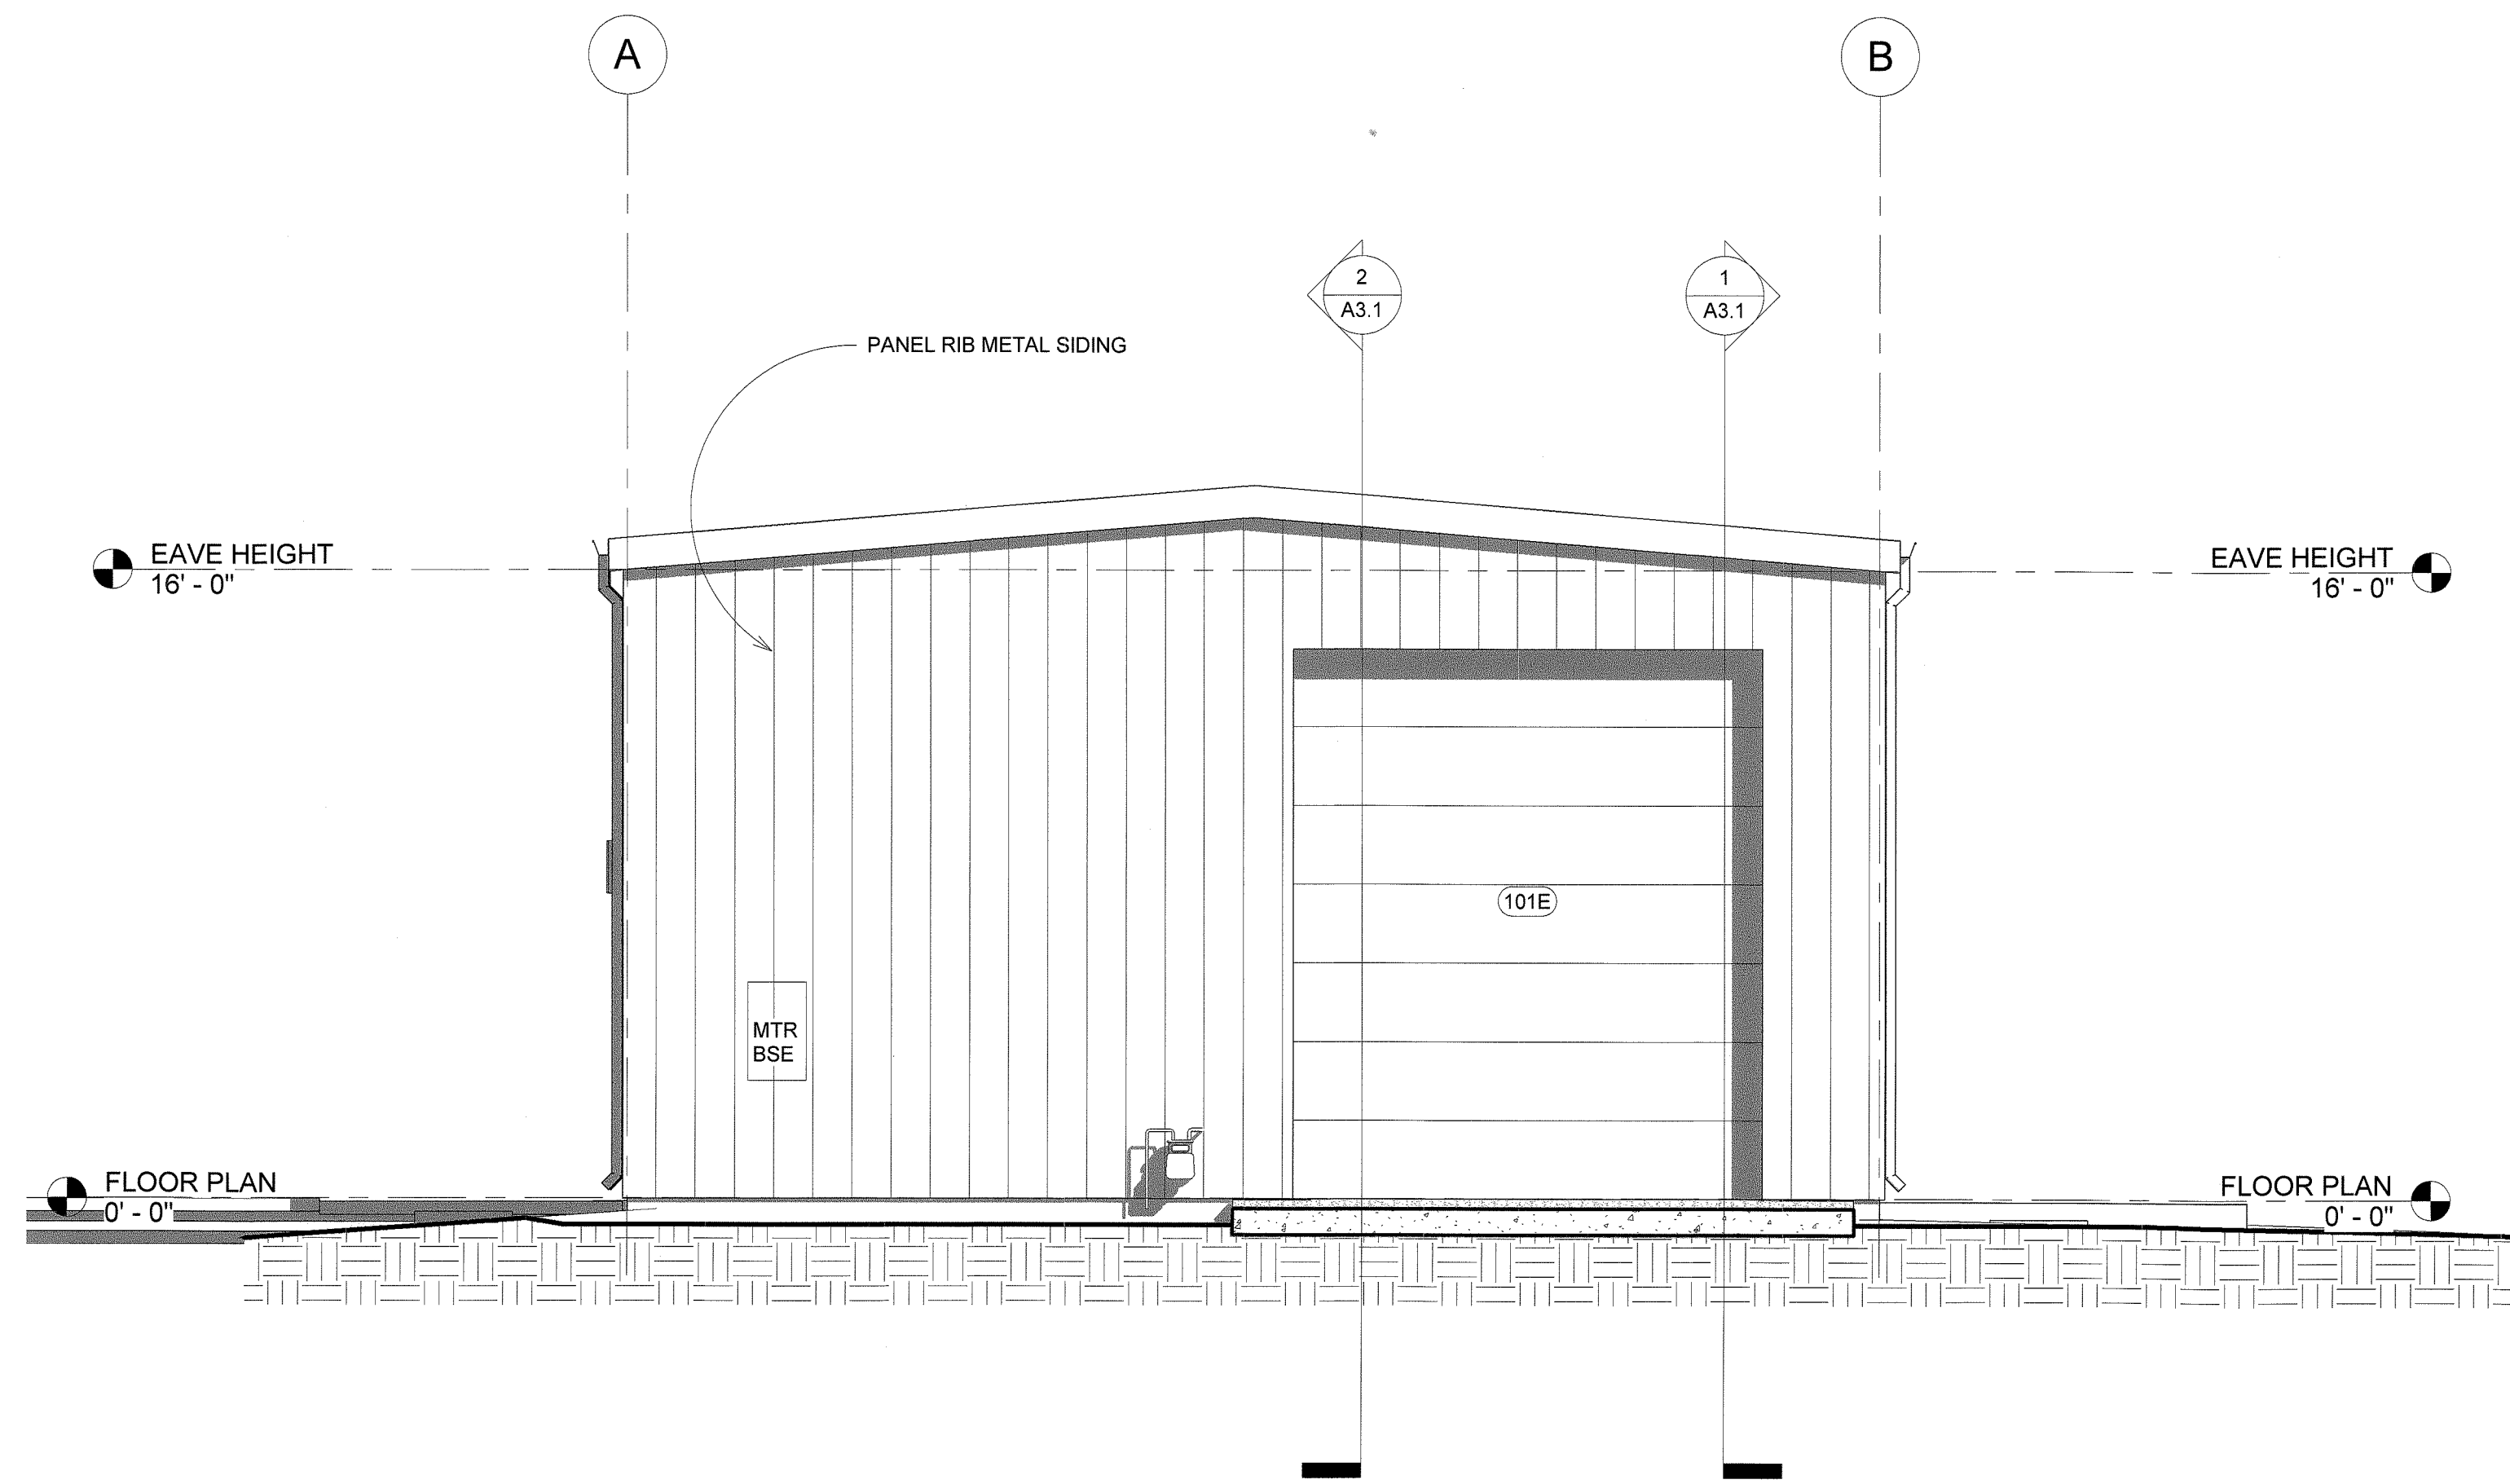 A
B
2
A3.1
1
A3.1
PANEL RIB METAL SIDING
EAVE HEIGHT
16' - 0"
EAVE HEIGHT
16' - 0"
101E
MTR
BSE
FLOOR PLAN
0' - 0"
FLOOR PLAN
0' - 0"